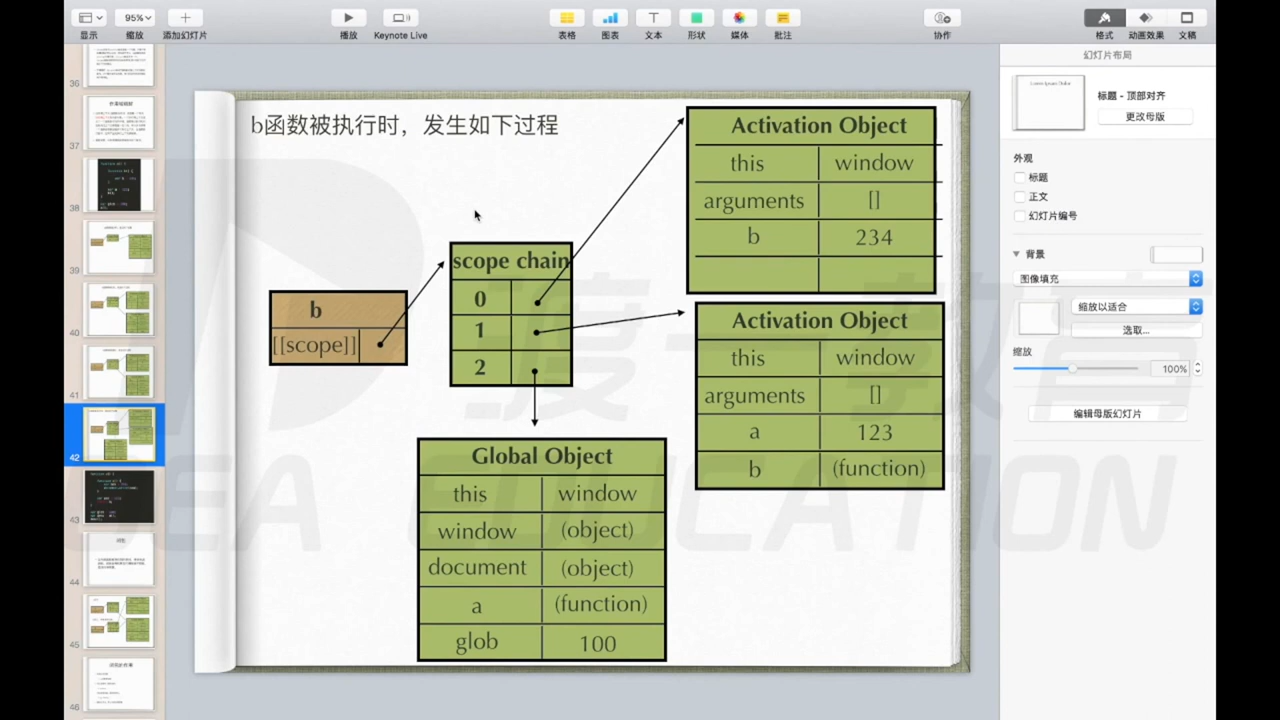 95%
显示
缩放
添加幻灯片
播放
Keynote Live
表格
图表
文本
形状
媒体
批注
协作
格式
动画效果
文稿
36
37
38
39
40
41
42
43
44
45
46
b函数被执行时，发生如下过程
Activation Object
this window
arguments []
b 234
scope chain
0
1
2
b
[[scope]]
Activation Object
this window
arguments []
a 123
b (function)
Global Object
this window
window (object)
document (object)
a (function)
glob 100
幻灯片布局
标题 - 顶部对齐
更改母版
外观
标题
正文
幻灯片编号
背景
图像填充
缩放以适合
选取...
缩放
100%
编辑母版幻灯片
EDUCATION